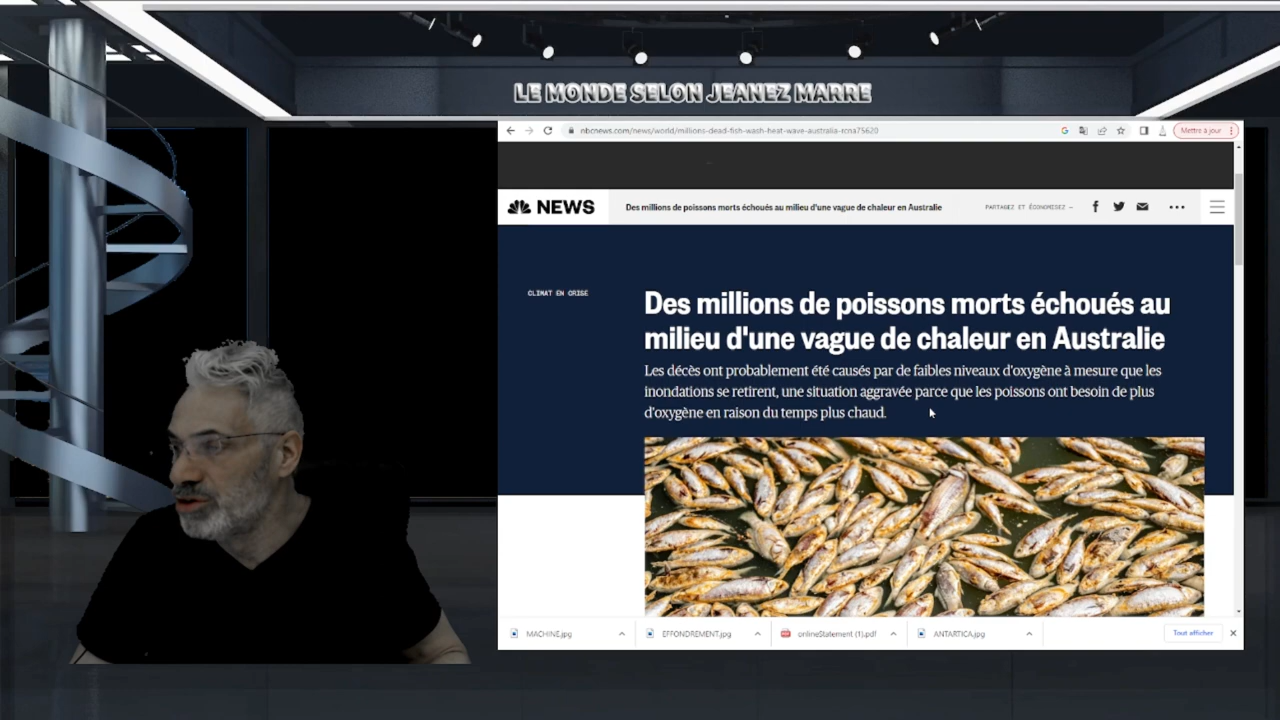 LE MONDE SELON JEANEZ MARRE
nbcnews.com/news/world/millions-dead-fish-wash-heat-wave-australia-rcna75620
Mettre à jour
NEWS
Des millions de poissons morts échoués au milieu d'une vague de chaleur en Australie
PARTAGEZ ET ÉCONOMISEZ —
CLIMAT EN CRISE
Des millions de poissons morts échoués au
milieu d'une vague de chaleur en Australie
Les décès ont probablement été causés par de faibles niveaux d'oxygène à mesure que les
inondations se retirent, une situation aggravée parce que les poissons ont besoin de plus
d'oxygène en raison du temps plus chaud.
MACHINE.jpg
EFFONDREMENT.jpg
onlineStatement (1).pdf
ANTARTICA.jpg
Tout afficher